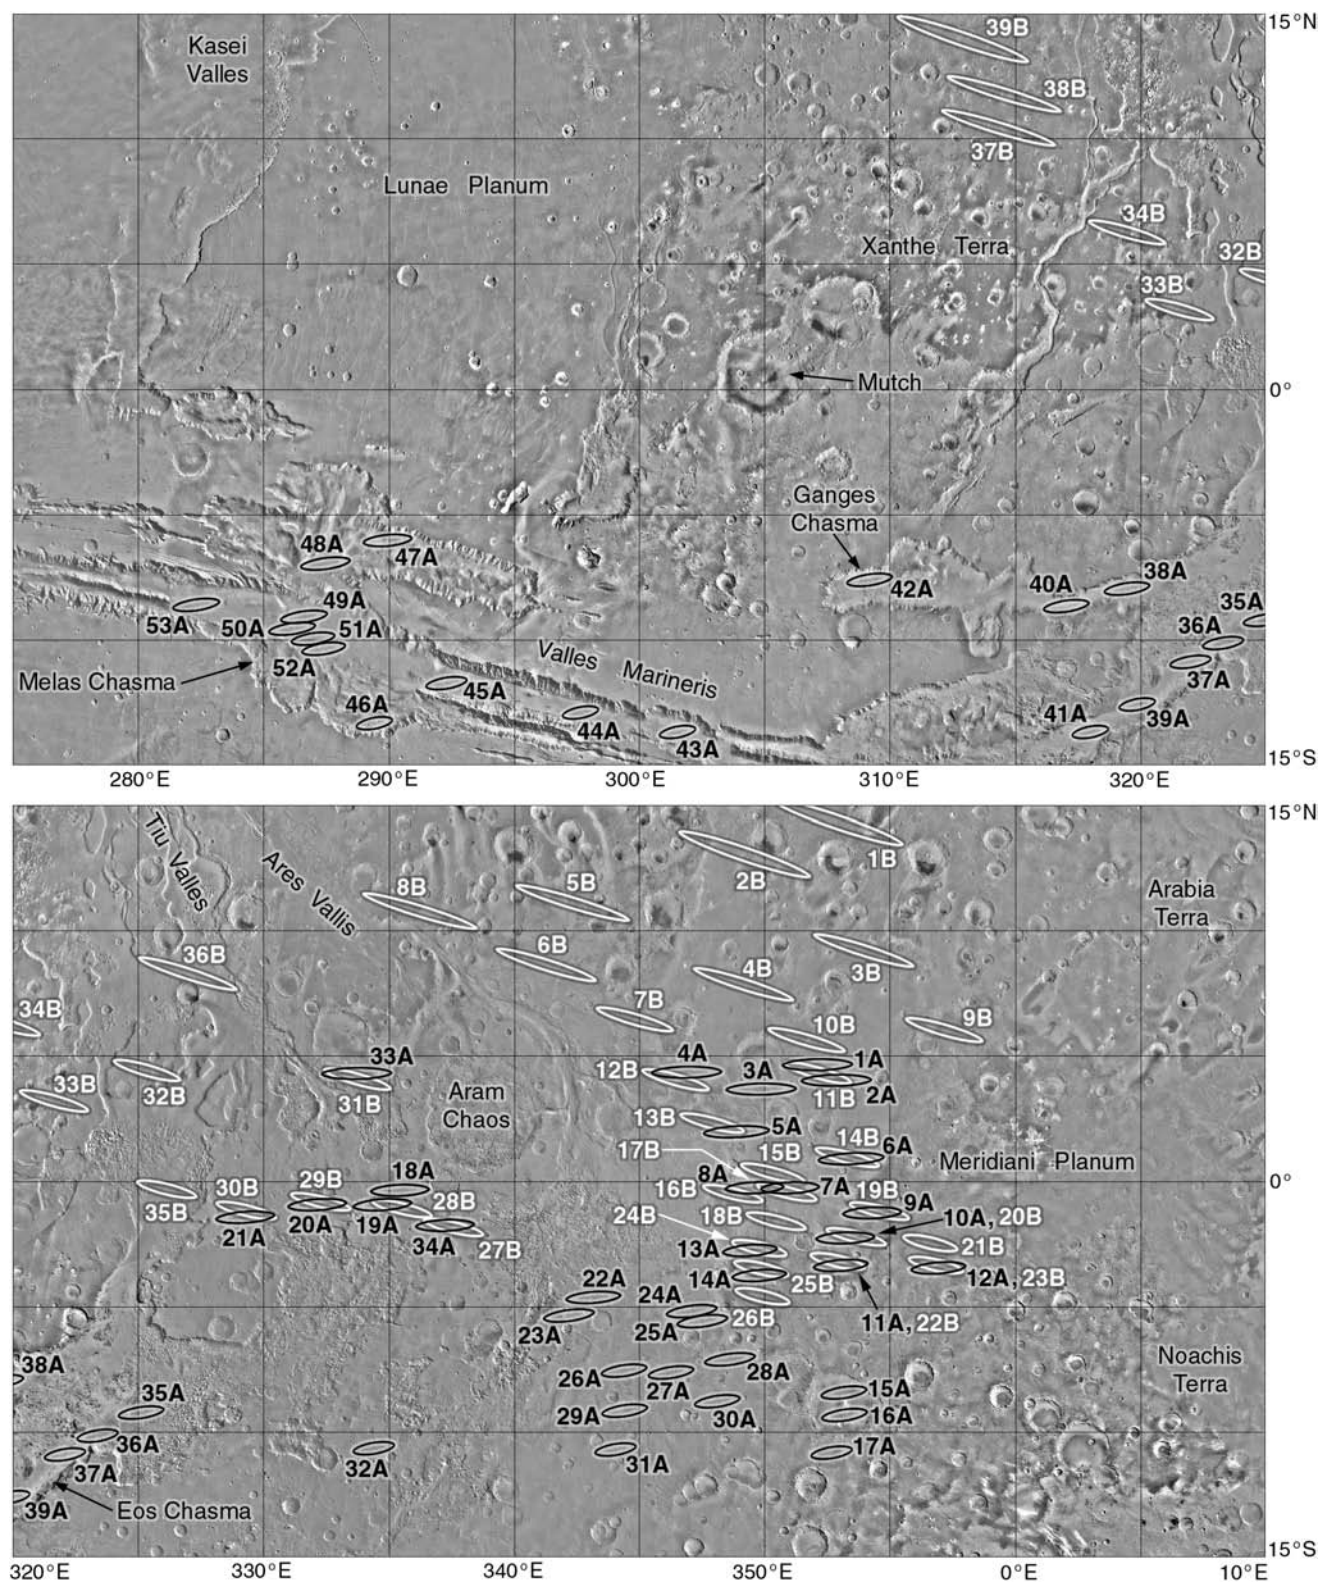 15°N
39B
Kasei
Valles
38B
37B
Lunae Planum
34B
Xanthe Terra
32B
33B
Mutch
0°
Ganges
Chasma
48A
47A
42A
40A
38A
35A
49A
53A
50A
51A
36A
52A
Valles Marineris
37A
Melas Chasma
45A
46A
44A
43A
41A
39A
15°S
280°E
290°E
300°E
310°E
320°E
15°N
Tiu Valles
Ares Vallis
1B
2B
8B
5B
Arabia
Terra
36B
6B
4B
3B
34B
7B
10B
9B
33A
12B
4A
3A
1A
33B
32B
31B
Aram
Chaos
11B
2A
13B
5A
17B
15B
14B
6A
Meridiani Planum
0°
30B
29B
18A
16B
8A
7A
19B
9A
35B
20A
19A
28B
24B
18B
10A, 20B
21A
34A
27B
13A
21B
14A
25B
12A, 23B
22A
24A
26B
11A, 22B
23A
25A
38A
26A
27A
28A
Noachis
Terra
35A
29A
30A
15A
16A
36A
37A
32A
31A
17A
39A
Eos Chasma
15°S
320°E
330°E
340°E
350°E
0°E
10°E